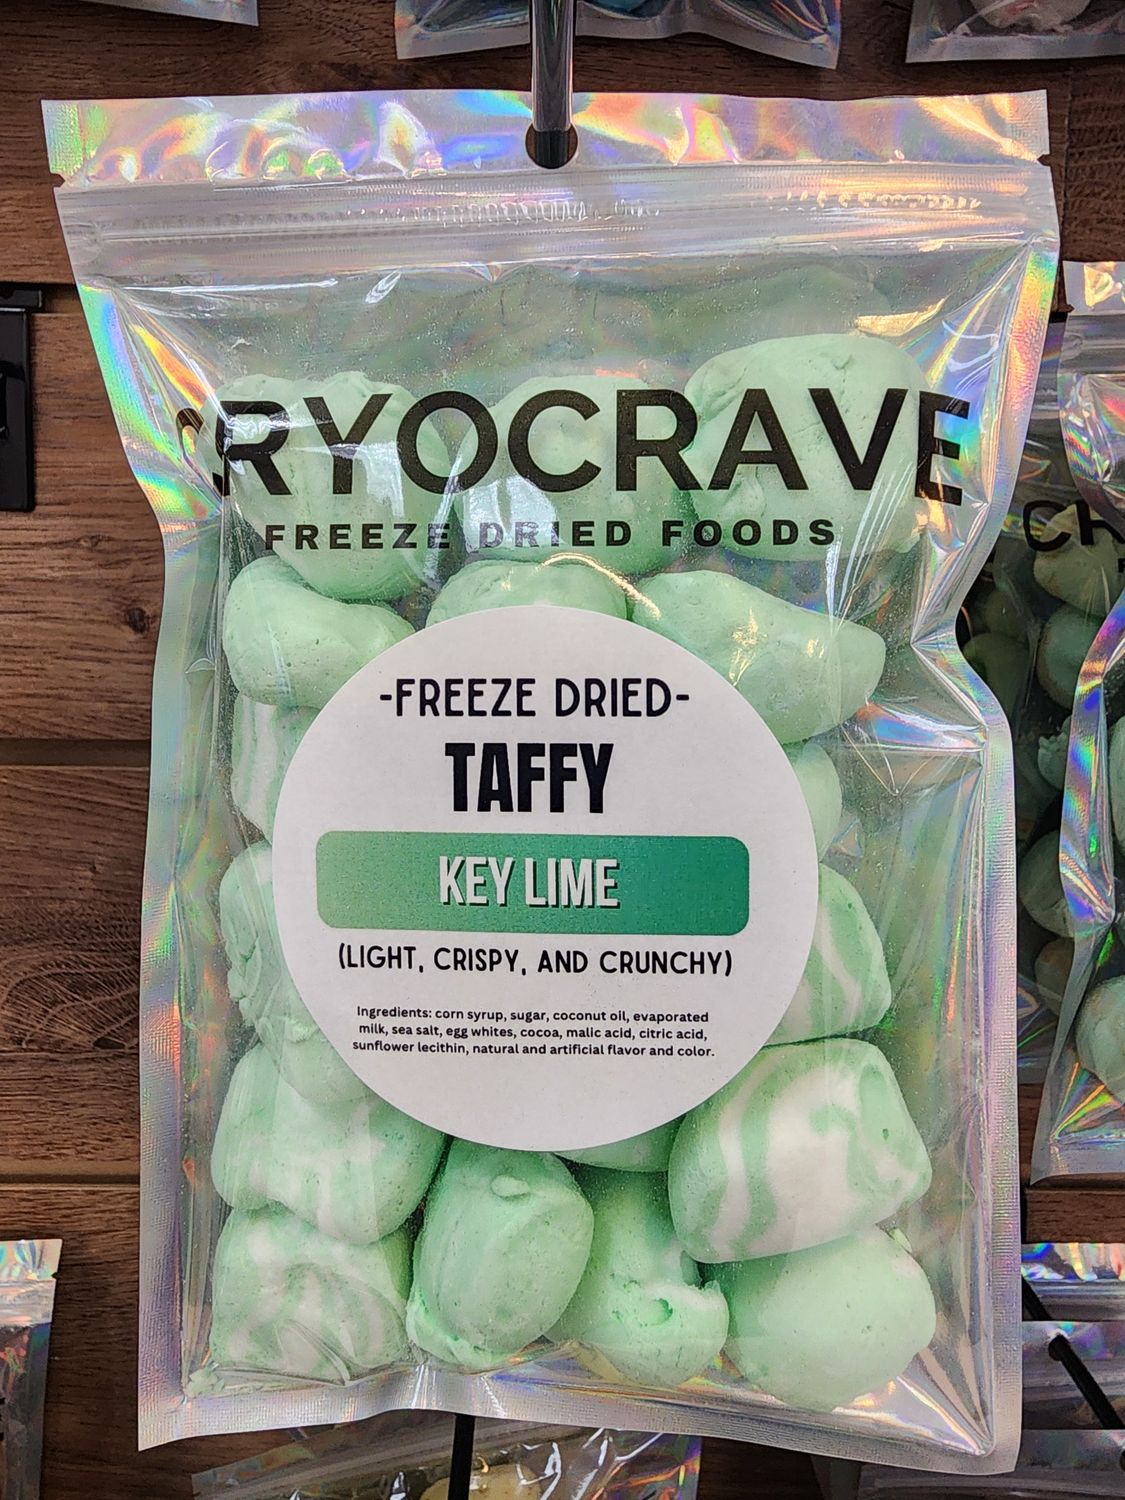 CRYOCRAVE
FREEZE DRIED FOODS
-FREEZE DRIED-
TAFFY
KEY LIME
(LIGHT, CRISPY, AND CRUNCHY)
Ingredients: corn syrup, sugar, coconut oil, evaporated
milk, sea salt, egg whites, cocoa, malic acid, citric acid,
sunflower lecithin, natural and artificial flavor and color.